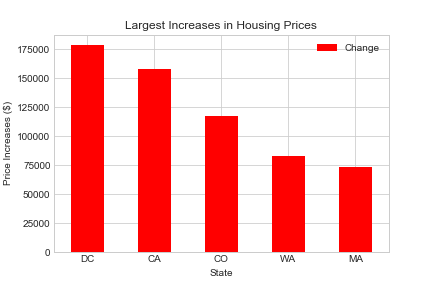 Largest Increases in Housing Prices
Change
Price Increases ($)
175000
150000
125000
100000
75000
50000
25000
0
DC CA CO WA MA
State